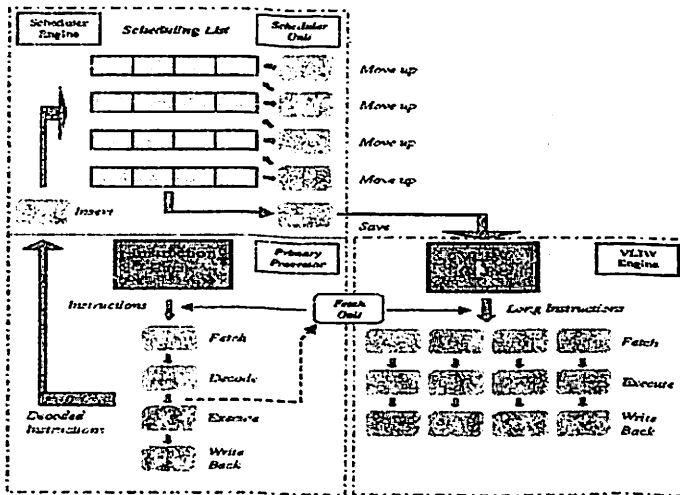 Scheduler
Engine
Scheduling List
Scheduler
Unit
Move up
Move up
Move up
Move up
Insert
Save
Instruction
Primary
Processor
VLIW
Engine
Instructions
Fetch
Unit
Long Instructions
Fetch
Decode
Execute
Write
Back
Decoded
Instructions
Fetch
Execute
Write
Back